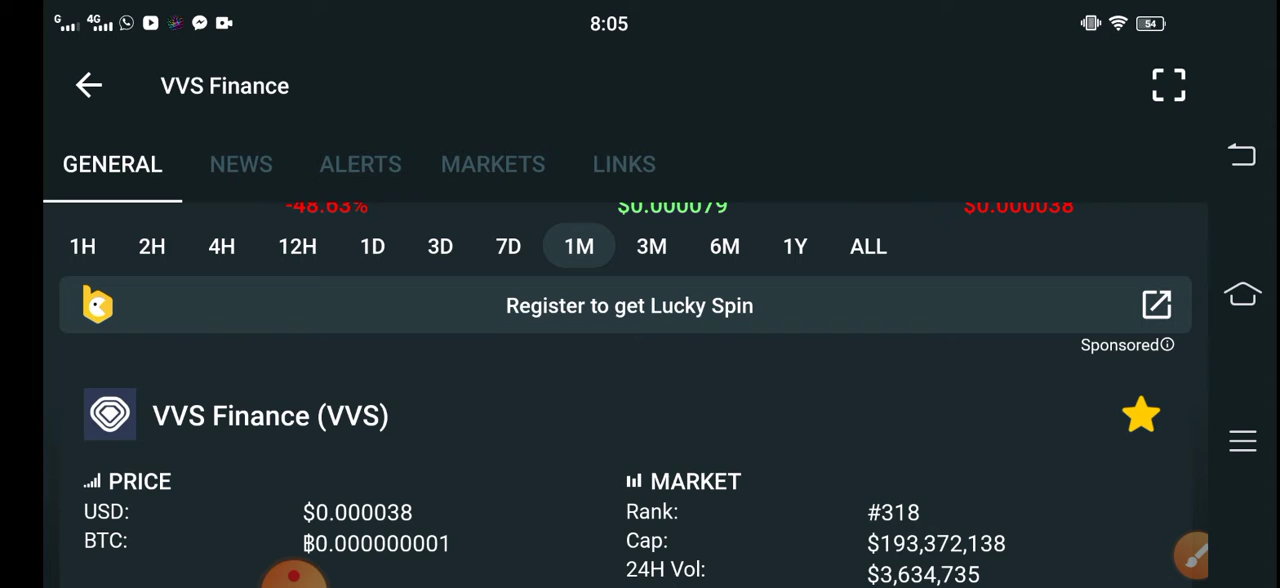 G 4G 8:05 54
VVS Finance
GENERAL NEWS ALERTS MARKETS LINKS
-48.63% $0.000079 $0.000038
1H 2H 4H 12H 1D 3D 7D 1M 3M 6M 1Y ALL
Register to get Lucky Spin
Sponsored
VVS Finance (VVS)
PRICE
USD: $0.000038
BTC: ₿0.000000001
MARKET
Rank: #318
Cap: $193,372,138
24H Vol: $3,634,735